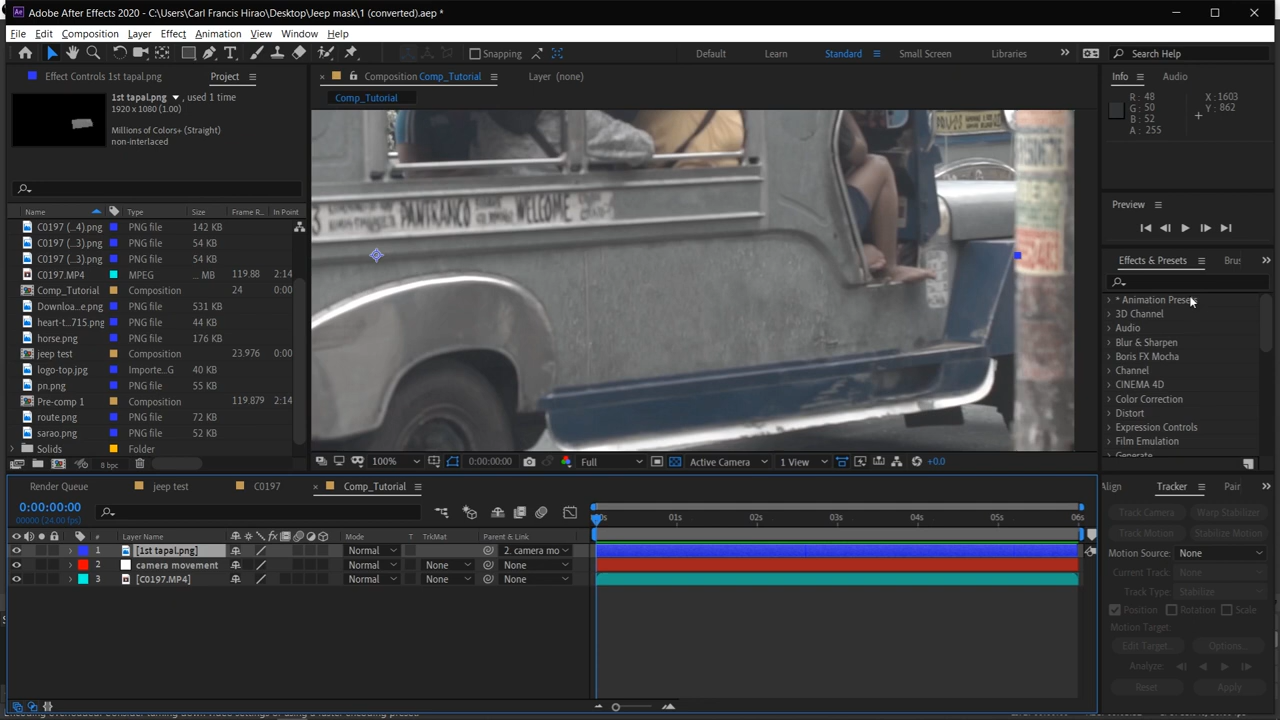 Adobe After Effects 2020 - C:\Users\Carl Francis Hirao\Desktop\Jeep mask\1 (converted).aep *
File Edit Composition Layer Effect Animation View Window Help
Snapping Default Learn Standard Small Screen Libraries Search Help
Effect Controls 1st tapal.png Project
1st tapal.png, used 1 time
1920 x 1080 (1.00)
Millions of Colors+ (Straight)
non-interlaced
Name Type Size Frame R... In Point
C0197 (...4).png PNG file 142 KB
C0197 (...3).png PNG file 54 KB
C0197 (...3).png PNG file 54 KB
C0197.MP4 MPEG ... MB 119.88 2:14
Comp_Tutorial Composition 24 0:00
Downloa...e.png PNG file 531 KB
heart-t...715.png PNG file 44 KB
horse.png PNG file 176 KB
jeep test Composition 23.976 0:00
logo-top.jpg Importe...G 40 KB
pn.png PNG file 55 KB
Pre-comp 1 Composition 119.879 2:14
route.png PNG file 72 KB
sarao.png PNG file 52 KB
Solids Folder
8 bpc
Composition Comp_Tutorial Layer (none)
Comp_Tutorial
PANTRANCO WELCOME
100% 0:00:00:00 Full Active Camera 1 View +0.0
Info Audio
R: 48 X: 1603
G: 50 Y: 862
B: 52
A: 255
Preview
Effects & Presets Brus
* Animation Presets
3D Channel
Audio
Blur & Sharpen
Boris FX Mocha
Channel
CINEMA 4D
Color Correction
Distort
Expression Controls
Film Emulation
Generate
Render Queue jeep test C0197 Comp_Tutorial
0:00:00:00
00000 (24.00 fps)
# Layer Name Mode T TrkMat Parent & Link
:00s 01s 02s 03s 04s 05s 06s
1 [1st tapal.png] Normal 2. camera mo
2 camera movement Normal None None
3 [C0197.MP4] Normal None None
Align Tracker Pair
Track Camera Warp Stabilizer
Track Motion Stabilize Motion
Motion Source: None
Current Track: None
Track Type: Stabilize
Position Rotation Scale
Motion Target:
Edit Target... Options...
Analyze:
Reset Apply